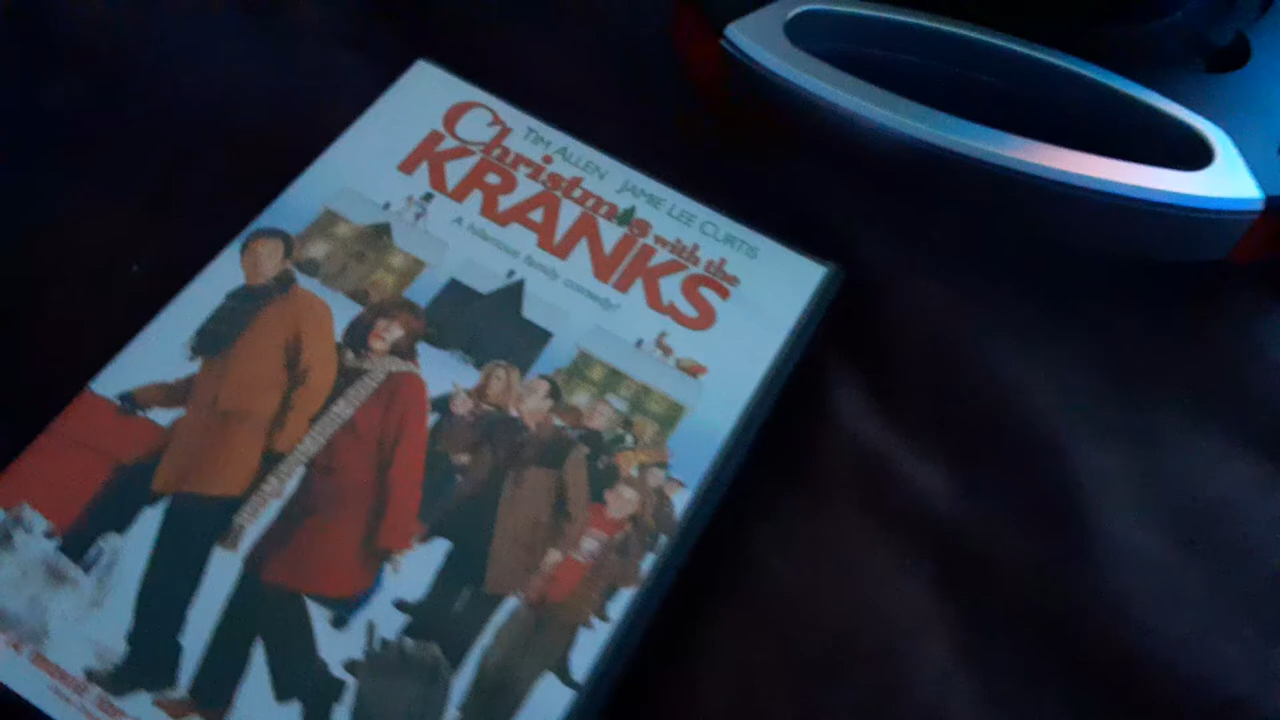 TIM ALLEN JAMIE LEE CURTIS
Christmas with the
KRANKS
A hilarious family comedy!